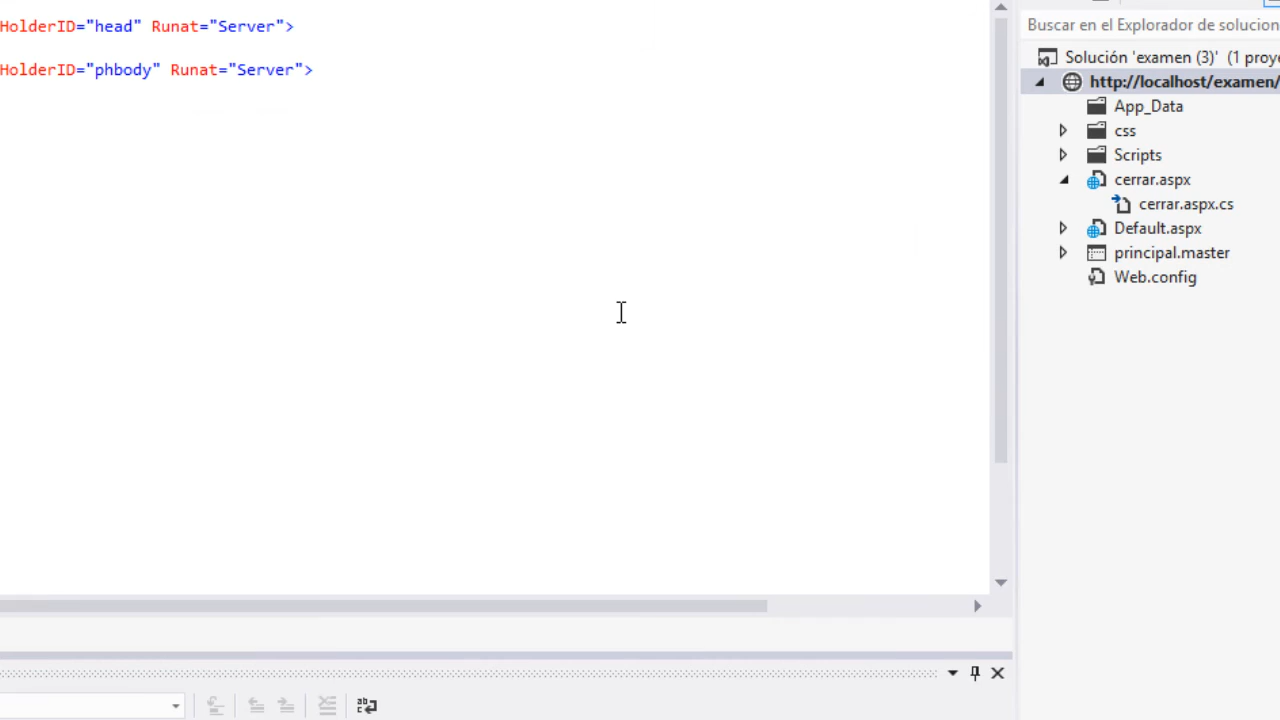 HolderID="head" Runat="Server">
HolderID="phbody" Runat="Server">
Buscar en el Explorador de solucion
Solución 'examen (3)' (1 proye
http://localhost/examen/
App_Data
css
Scripts
cerrar.aspx
cerrar.aspx.cs
Default.aspx
principal.master
Web.config